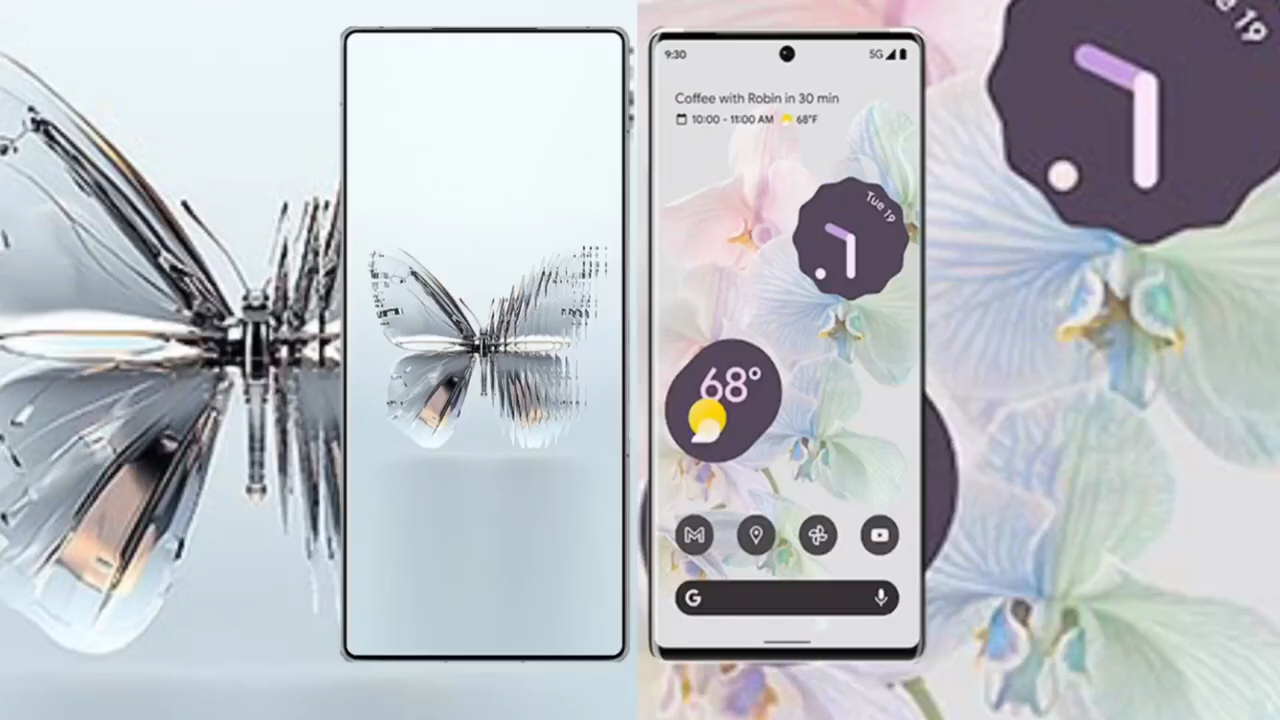 9:30
5G
Coffee with Robin in 30 min
10:00 - 11:00 AM 68°F
Tue 19
68°
G
e 19